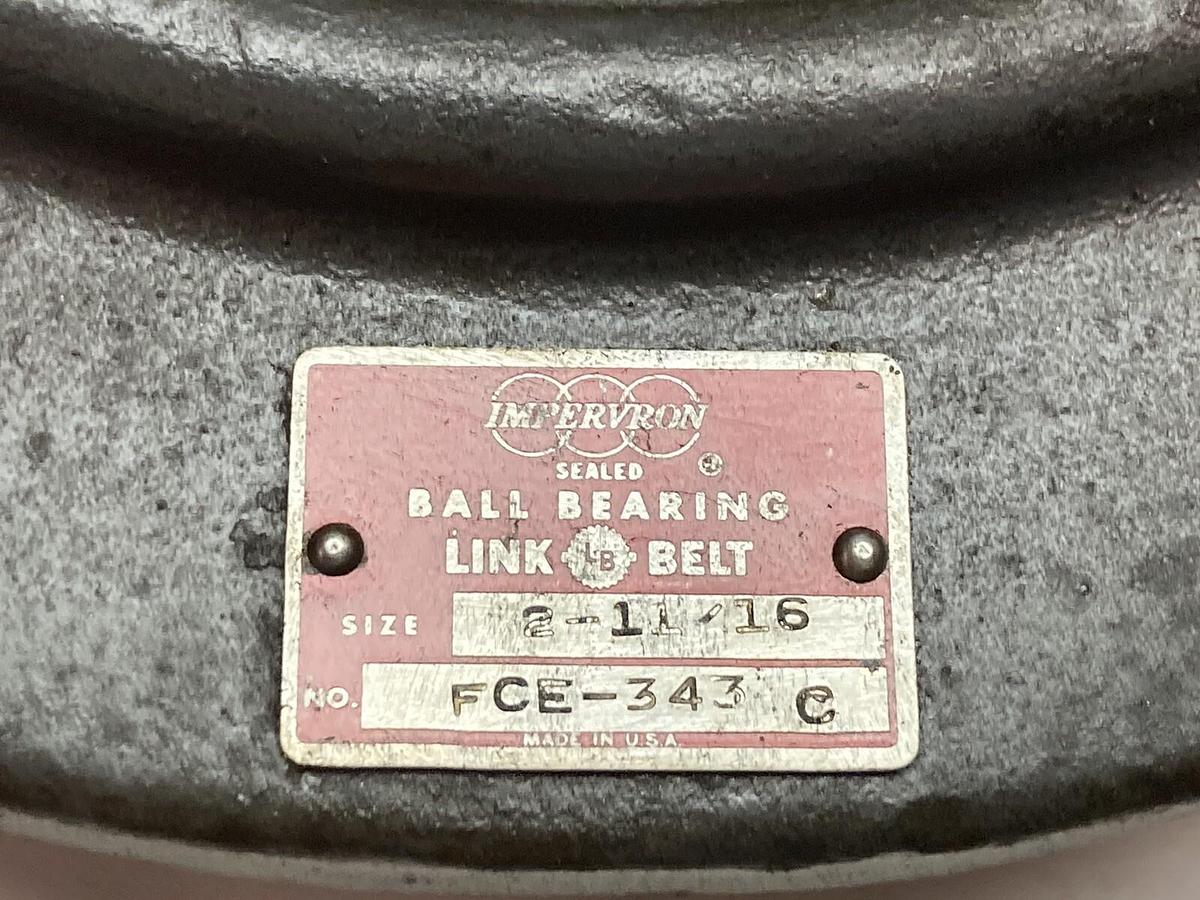 IMPERVRON
SEALED ®
BALL BEARING
LINK LB BELT
SIZE 2-11/16
NO. FCE-343 C
MADE IN U.S.A.